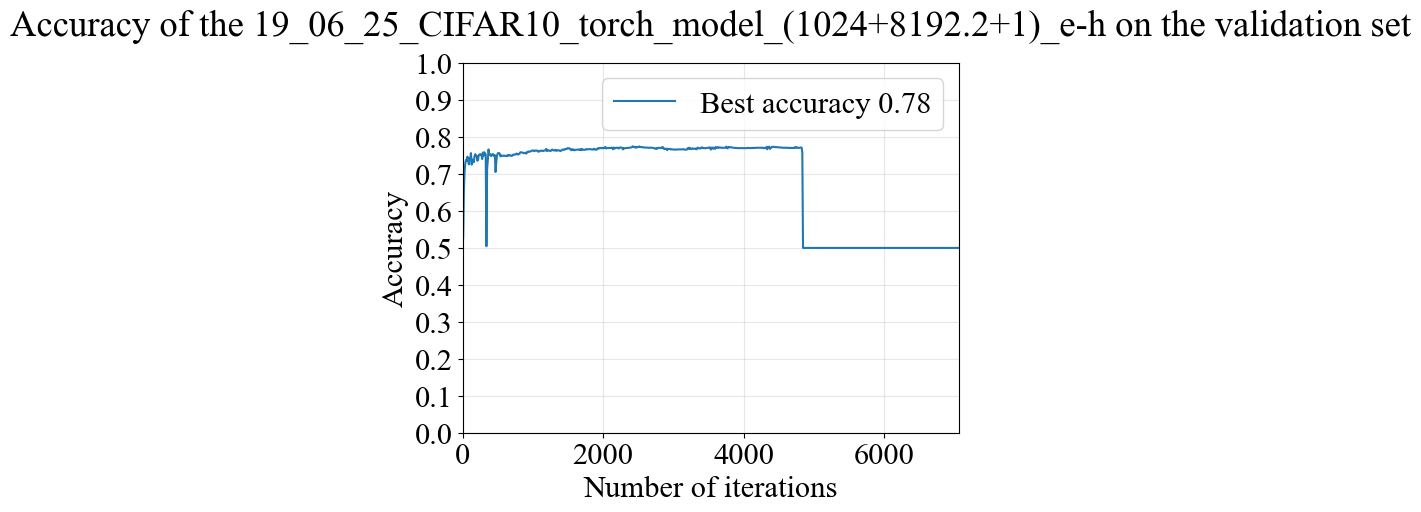 Accuracy of the 19_06_25_CIFAR10_torch_model_(1024+8192.2+1)_e-h on the validation set
Best accuracy 0.78
1.0
0.9
0.8
0.7
0.6
0.5
0.4
0.3
0.2
0.1
0.0
Accuracy
0 2000 4000 6000
Number of iterations